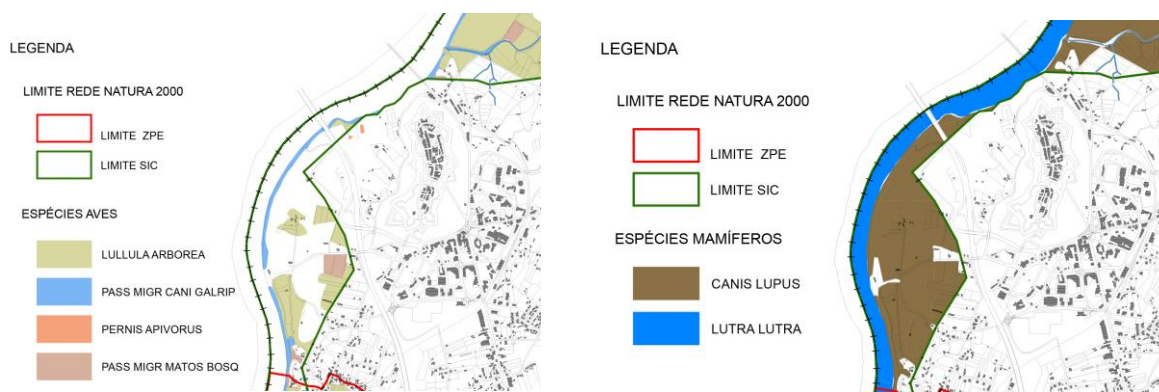 LEGENDA
LIMITE REDE NATURA 2000
LIMITE ZPE
LIMITE SIC
ESPÉCIES AVES
LULLULA ARBOREA
PASS MIGR CANI GALRIP
PERNIS APIVORUS
PASS MIGR MATOS BOSQ
LEGENDA
LIMITE REDE NATURA 2000
LIMITE ZPE
LIMITE SIC
ESPÉCIES MAMÍFEROS
CANIS LUPUS
LUTRA LUTRA